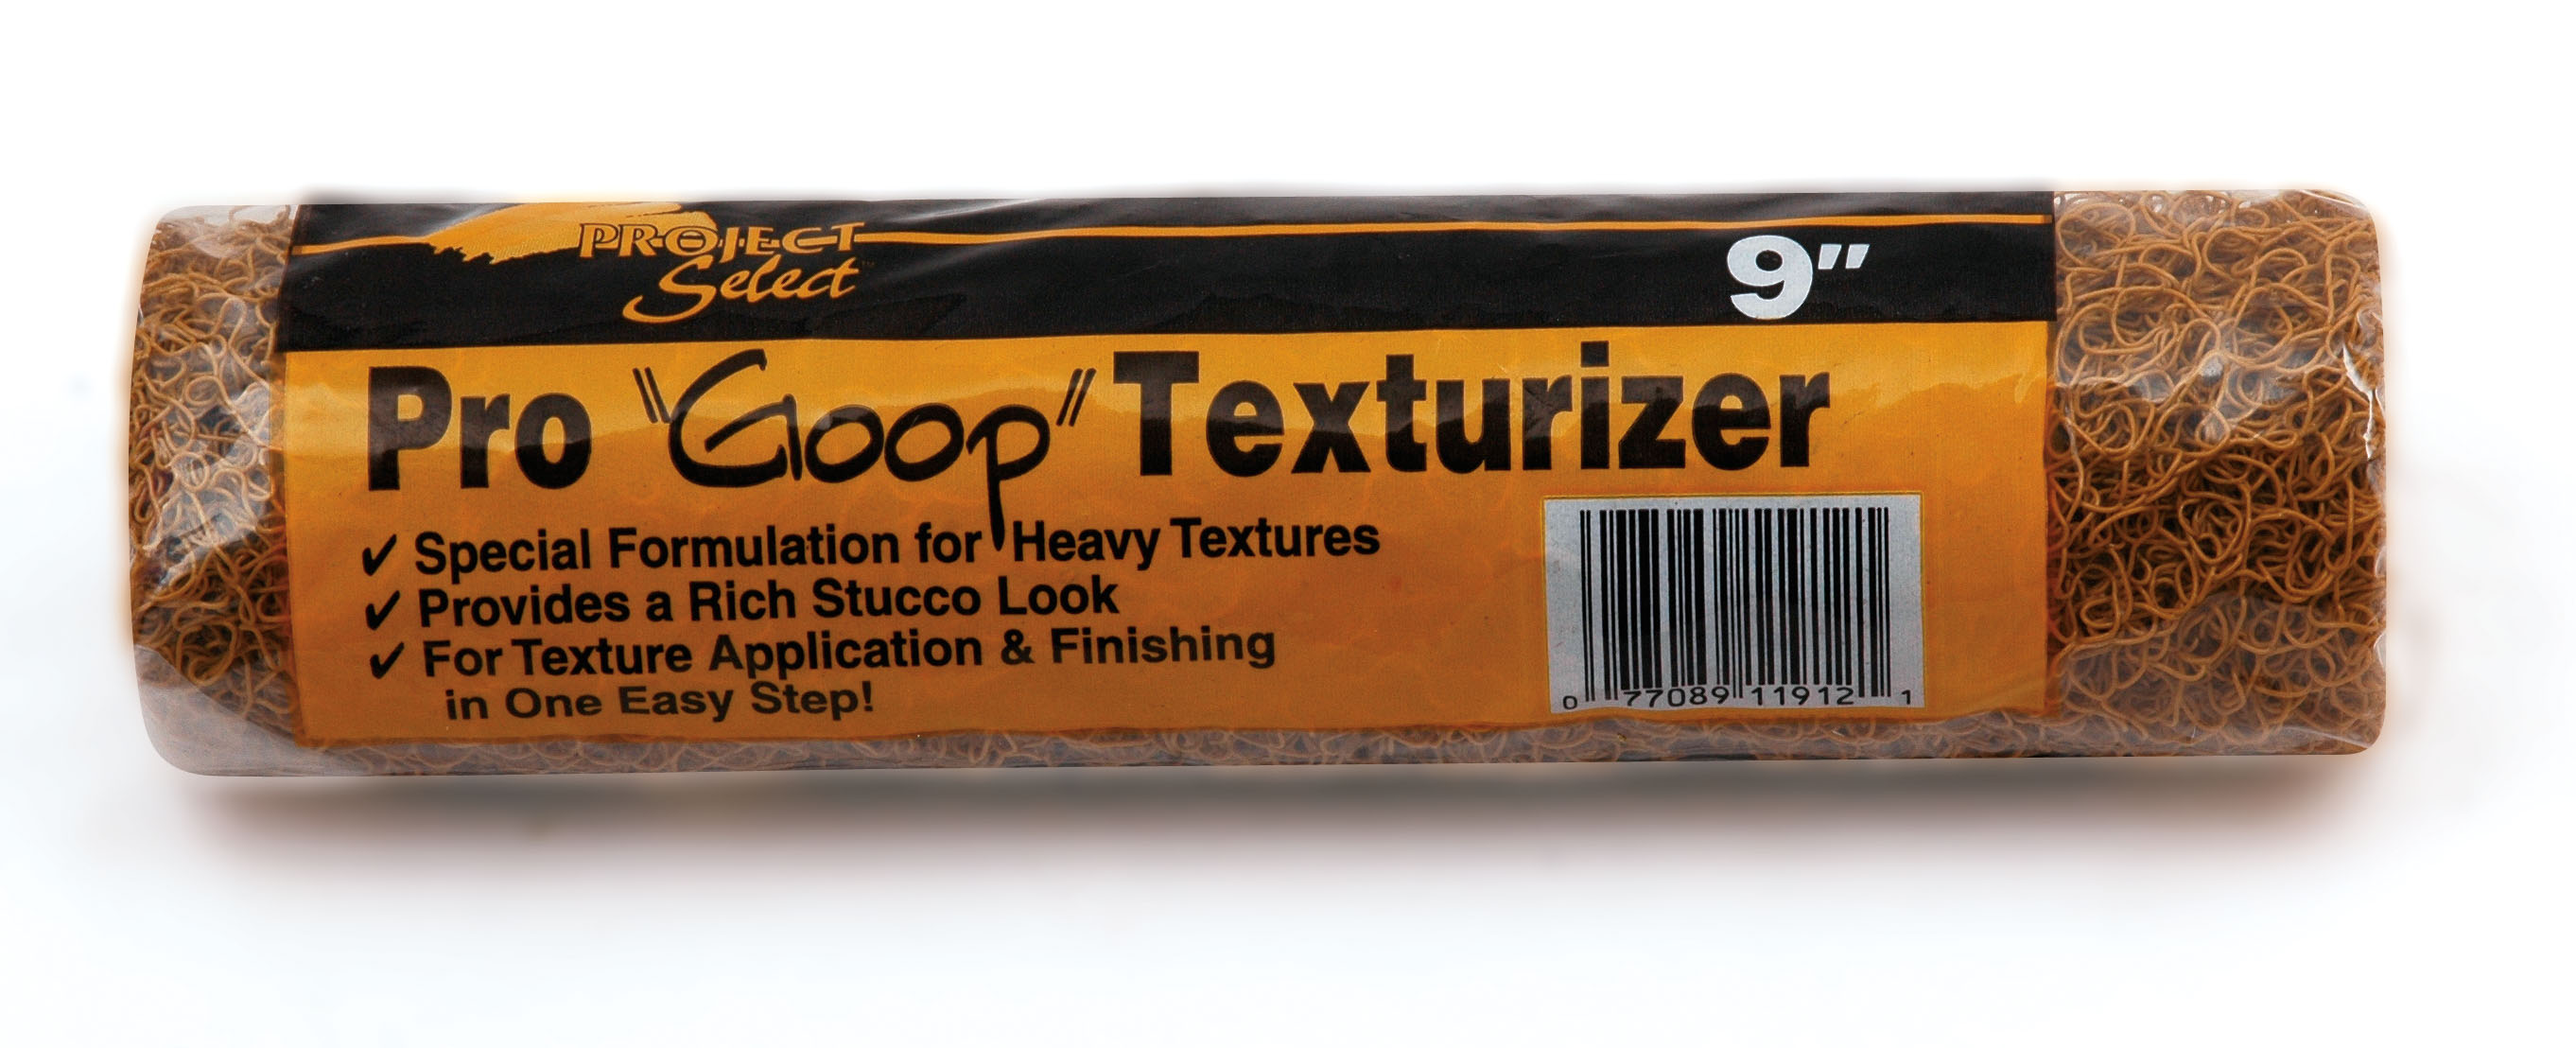 PROJECT
Select™
9"
Pro "Goop" Texturizer
✓ Special Formulation for Heavy Textures
✓ Provides a Rich Stucco Look
✓ For Texture Application & Finishing
in One Easy Step!
0 77089 11912 1